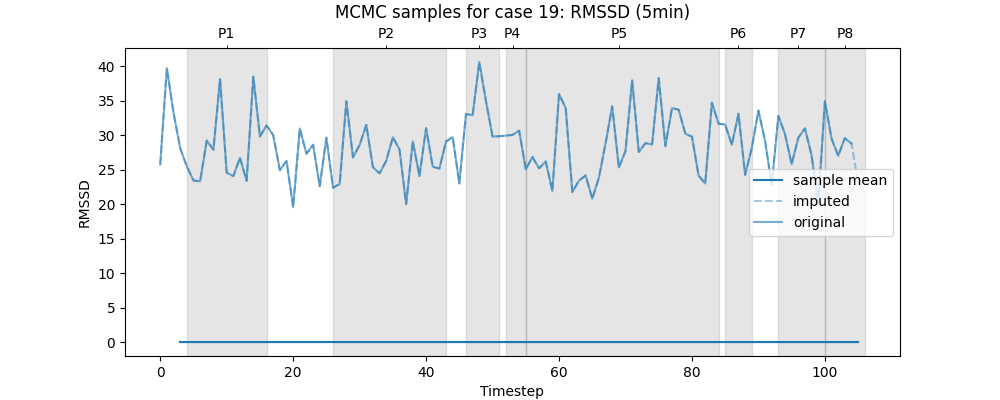 MCMC samples for case 19: RMSSD (5min)
P1 P2 P3 P4 P5 P6 P7 P8
RMSSD
40
35
30
25
20
15
10
5
0
sample mean
imputed
original
0 20 40 60 80 100
Timestep